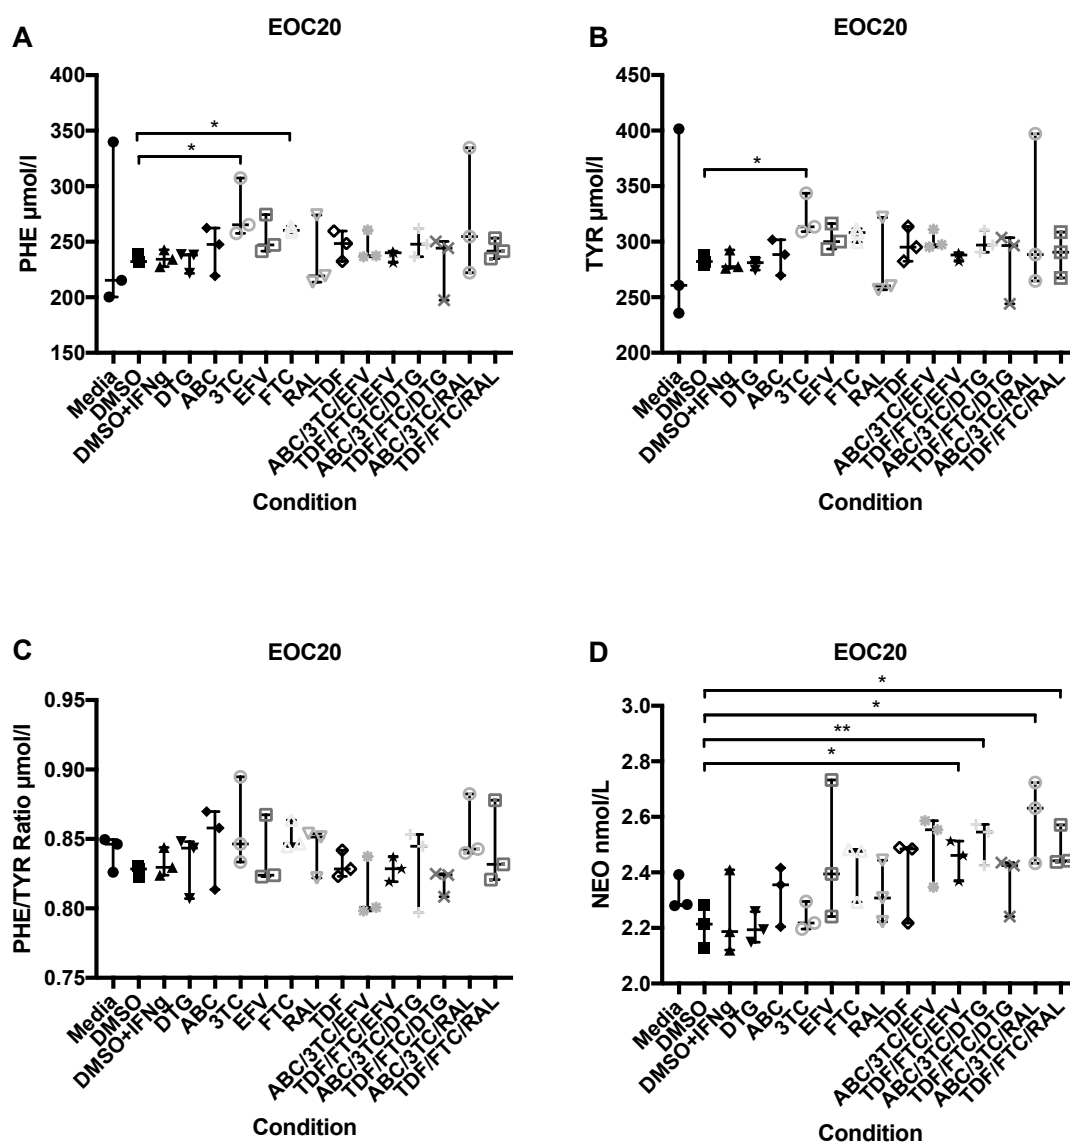 A
EOC20
PHE µmol/l
400
350
300
250
200
150
*
*
Media
DMSO
DMSO+IFNg
DTG
ABC
3TC
EFV
FTC
RAL
TDF
ABC/3TC/EFV
TDF/FTC/EFV
ABC/3TC/DTG
TDF/FTC/DTG
ABC/3TC/RAL
TDF/FTC/RAL
Condition
B
EOC20
TYR µmol/l
450
400
350
300
250
200
*
Media
DMSO
DMSO+IFNg
DTG
ABC
3TC
EFV
FTC
RAL
TDF
ABC/3TC/EFV
TDF/FTC/EFV
ABC/3TC/DTG
TDF/FTC/DTG
ABC/3TC/RAL
TDF/FTC/RAL
Condition
C
EOC20
PHE/TYR Ratio µmol/l
0.95
0.90
0.85
0.80
0.75
Media
DMSO
DMSO+IFNg
DTG
ABC
3TC
EFV
FTC
RAL
TDF
ABC/3TC/EFV
TDF/FTC/EFV
ABC/3TC/DTG
TDF/FTC/DTG
ABC/3TC/RAL
TDF/FTC/RAL
Condition
D
EOC20
NEO nmol/L
3.0
2.8
2.6
2.4
2.2
2.0
*
*
**
*
Media
DMSO
DMSO+IFNg
DTG
ABC
3TC
EFV
FTC
RAL
TDF
ABC/3TC/EFV
TDF/FTC/EFV
ABC/3TC/DTG
TDF/FTC/DTG
ABC/3TC/RAL
TDF/FTC/RAL
Condition